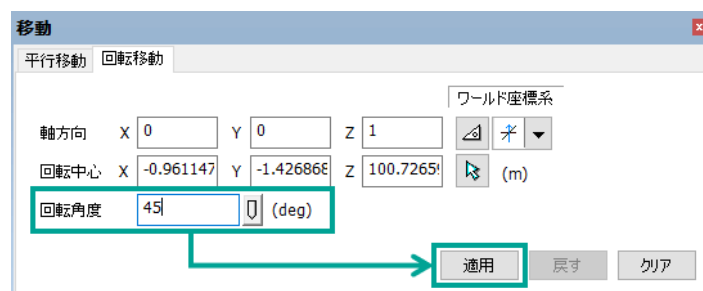 移動
平行移動 回転移動
ワールド座標系
軸方向 X 0 Y 0 Z 1
回転中心 X -0.961147 Y -1.426868 Z 100.7265 (m)
回転角度 45 (deg)
適用 戻す クリア